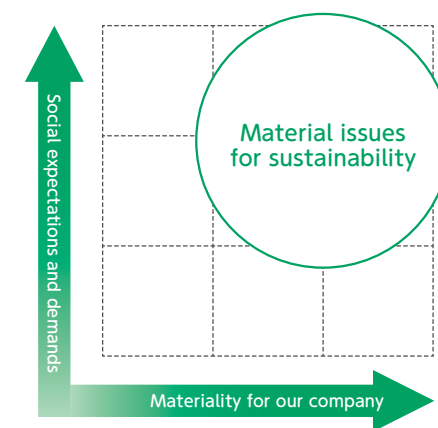 Social expectations and demands
Material issues
for sustainability
Materiality for our company